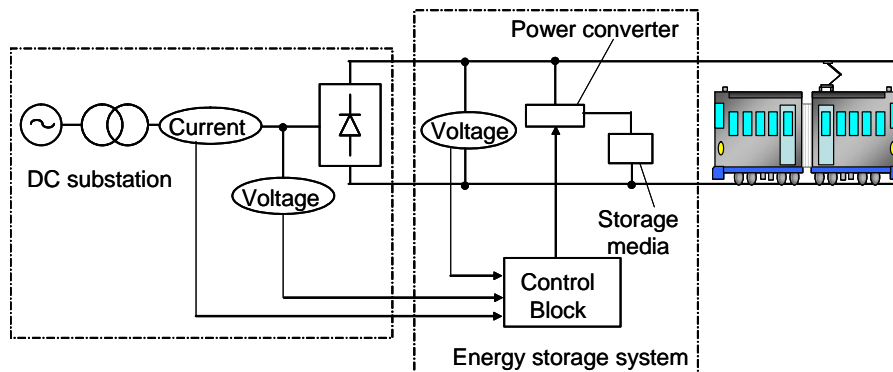 Power converter
Current
Voltage
DC substation
Voltage
Storage
media
Control
Block
Energy storage system